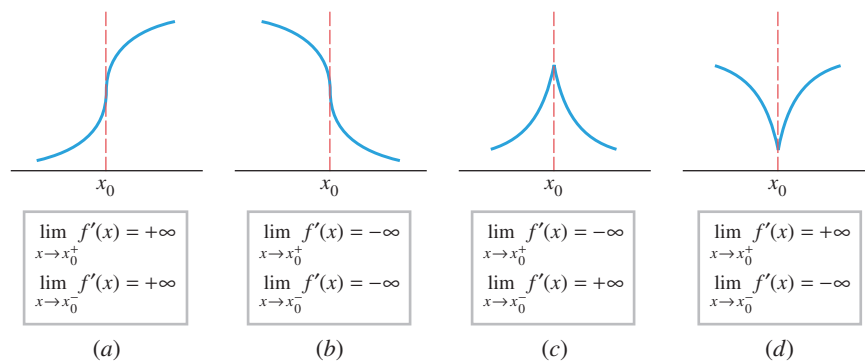 x₀ x₀ x₀ x₀
lim f′(x) = +∞ lim f′(x) = −∞ lim f′(x) = −∞ lim f′(x) = +∞
x→x₀⁺ x→x₀⁺ x→x₀⁺ x→x₀⁺
lim f′(x) = +∞ lim f′(x) = −∞ lim f′(x) = +∞ lim f′(x) = −∞
x→x₀⁻ x→x₀⁻ x→x₀⁻ x→x₀⁻
(a) (b) (c) (d)